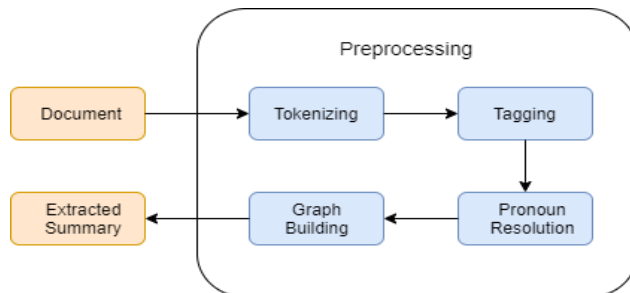 Preprocessing
Document
Tokenizing
Tagging
Pronoun
Resolution
Graph
Building
Extracted
Summary